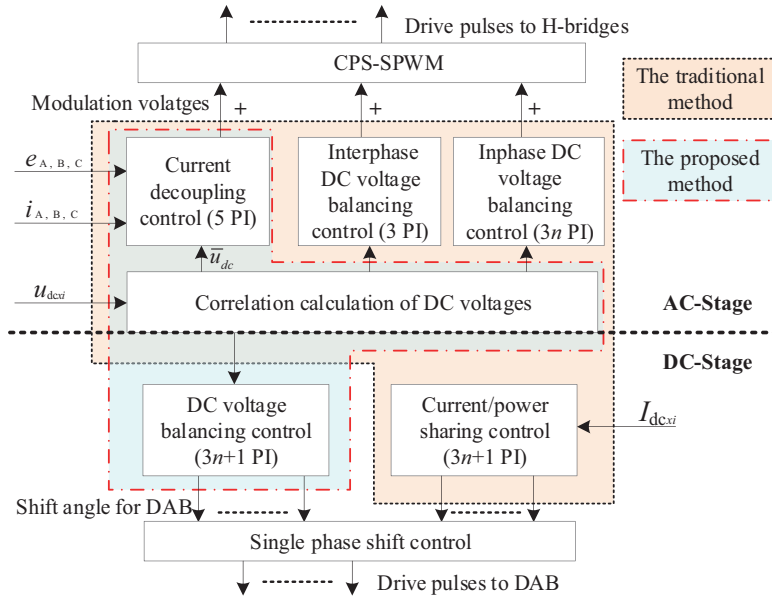 Drive pulses to H-bridges
CPS-SPWM
The traditional
method
Modulation volatges
+
+
+
The proposed
method
e A, B, C
i A, B, C
Current
decoupling
control (5 PI)
Interphase
DC voltage
balancing
control (3 PI)
Inphase DC
voltage
balancing
control (3n PI)
u̅dc
udcxi
Correlation calculation of DC voltages
AC-Stage
DC-Stage
DC voltage
balancing control
(3n+1 PI)
Current/power
sharing control
(3n+1 PI)
Idcxi
Shift angle for DAB
Single phase shift control
Drive pulses to DAB